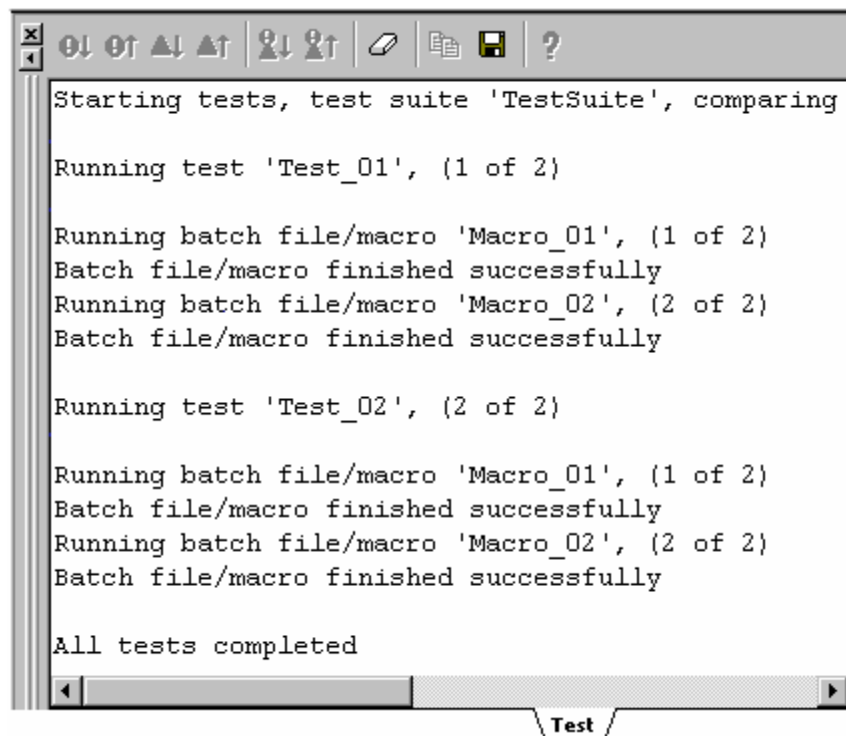 Starting tests, test suite 'TestSuite', comparing
Running test 'Test_01', (1 of 2)
Running batch file/macro 'Macro_01', (1 of 2)
Batch file/macro finished successfully
Running batch file/macro 'Macro_02', (2 of 2)
Batch file/macro finished successfully
Running test 'Test_02', (2 of 2)
Running batch file/macro 'Macro_01', (1 of 2)
Batch file/macro finished successfully
Running batch file/macro 'Macro_02', (2 of 2)
Batch file/macro finished successfully
All tests completed
Test